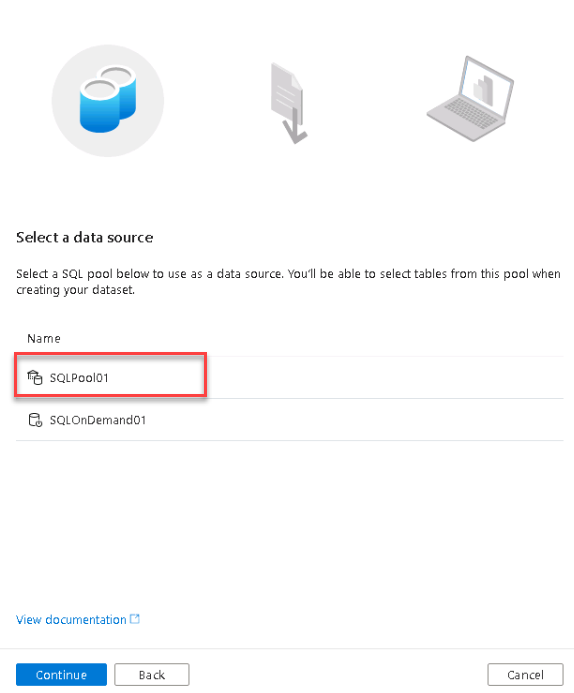 Select a data source
Select a SQL pool below to use as a data source. You'll be able to select tables from this pool when
creating your dataset.
Name
SQLPool01
SQLOnDemand01
View documentation
Continue
Back
Cancel